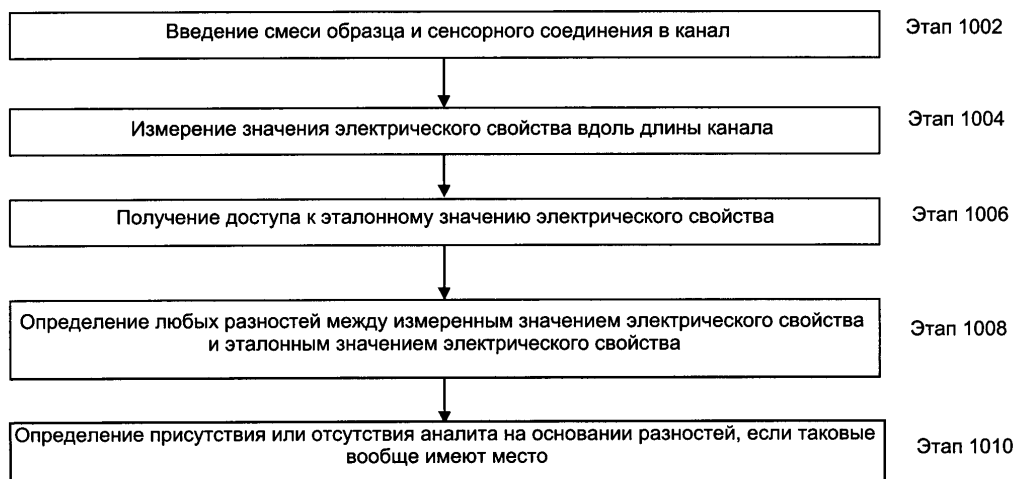 Введение смеси образца и сенсорного соединения в канал
Этап 1002
Измерение значения электрического свойства вдоль длины канала
Этап 1004
Получение доступа к эталонному значению электрического свойства
Этап 1006
Определение любых разностей между измеренным значением электрического свойства
и эталонным значением электрического свойства
Этап 1008
Определение присутствия или отсутствия аналита на основании разностей, если таковые
вообще имеют место
Этап 1010